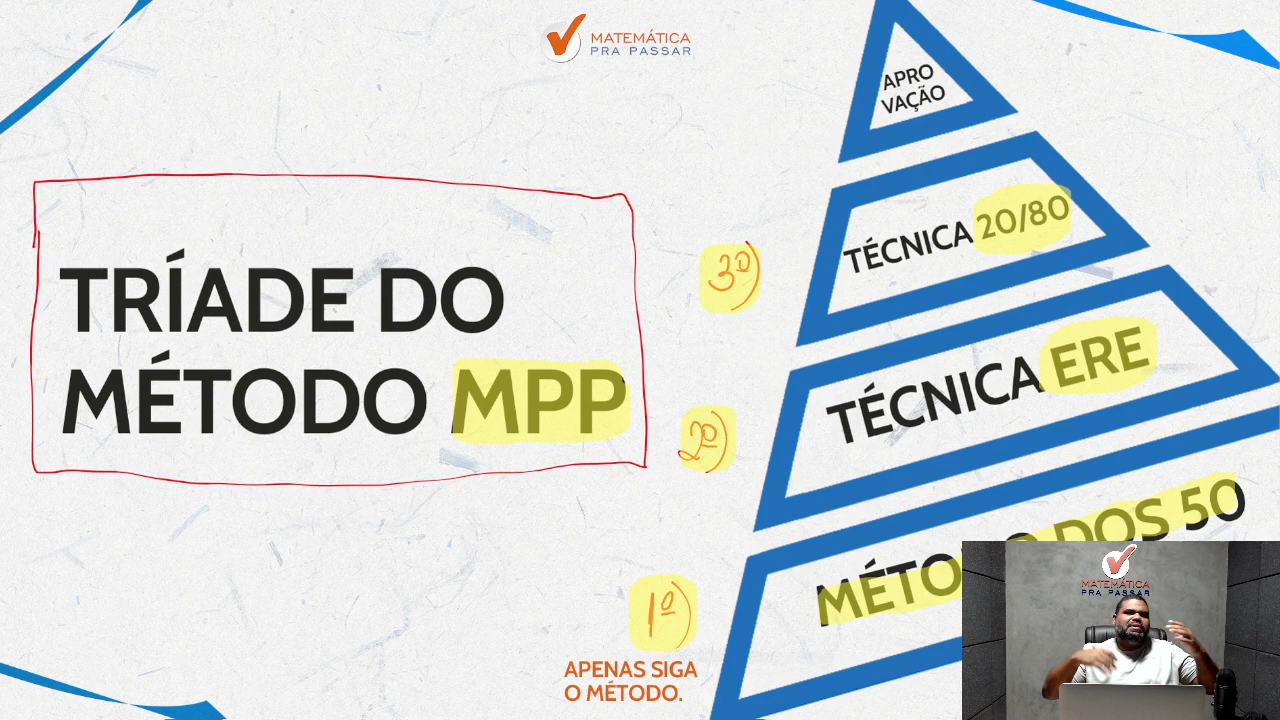 MATEMÁTICA
PRA PASSAR
APRO
VAÇÃO
TÉCNICA 20/80
3º)
TRÍADE DO
MÉTODO MPP
TÉCNICA ERE
2º)
MÉTODO DOS 50
1º)
APENAS SIGA
O MÉTODO.
MATEMÁTICA
PRA PASSAR